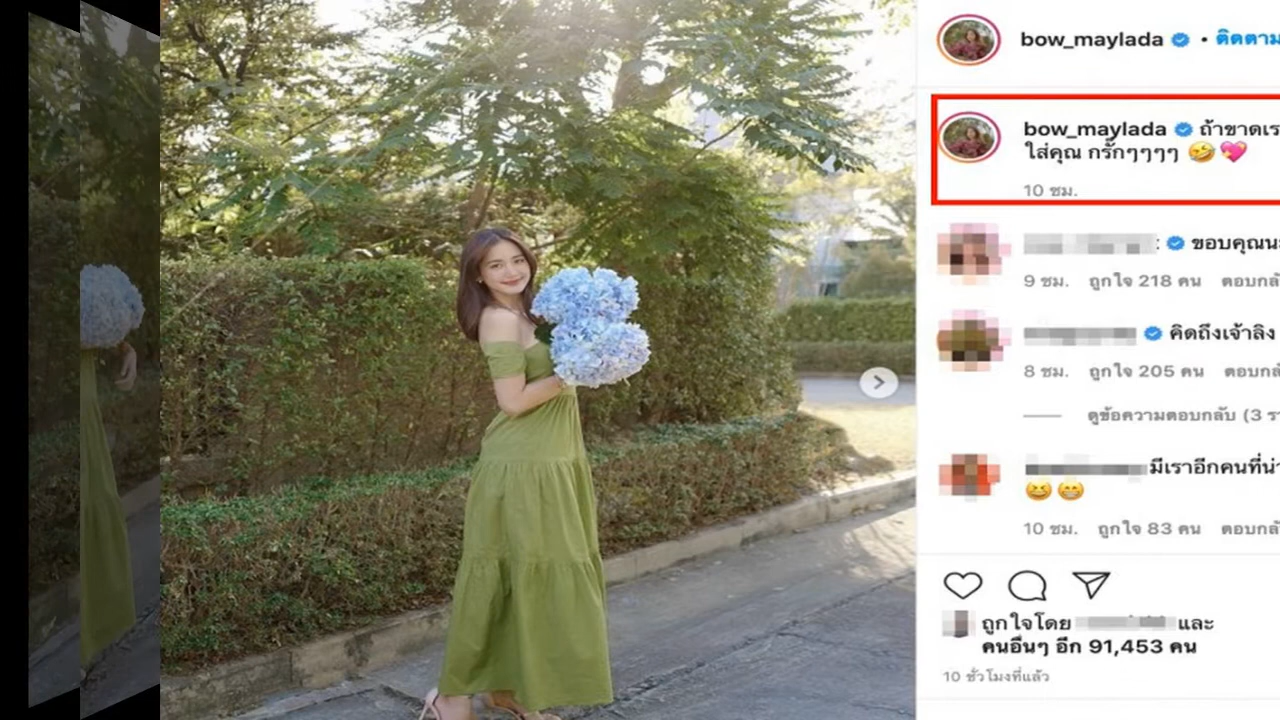 bow_maylada • ติดตาม
bow_maylada ถ้าขาดเร
ใส่คุณ กรั๊กๆๆๆๆ 🤣💖
10 ชม.
: ขอบคุณน
9 ชม. ถูกใจ 218 คน ตอบกลั
คิดถึงเจ้าลิง
8 ชม. ถูกใจ 205 คน ตอบกลั
ดูข้อความตอบกลับ (3 ร
มีเราอีกคนที่น่
😆😁
10 ชม. ถูกใจ 83 คน ตอบกลั
ถูกใจโดย และ
คนอื่นๆ อีก 91,453 คน
10 ชั่วโมงที่แล้ว